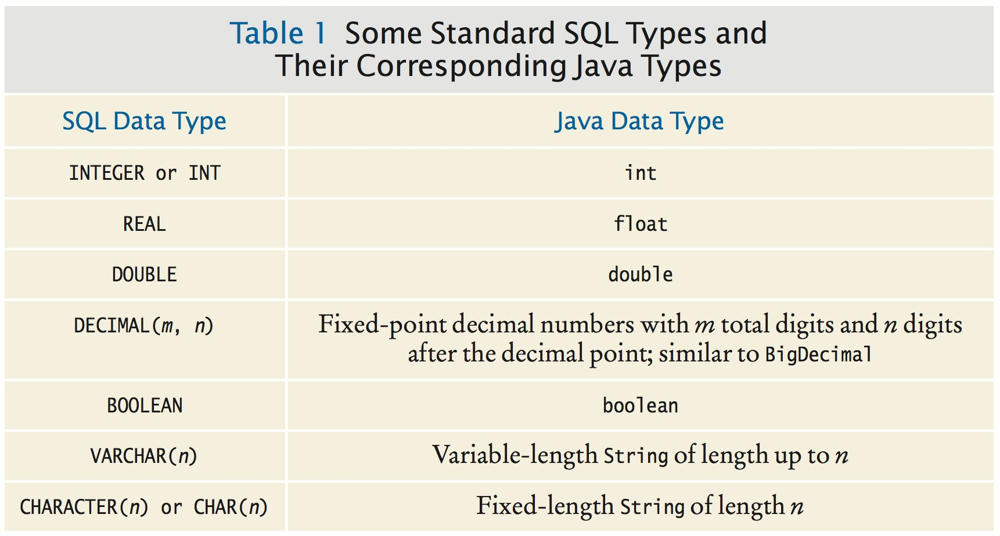 Table 1 Some Standard SQL Types and
Their Corresponding Java Types
SQL Data Type Java Data Type
INTEGER or INT int
REAL float
DOUBLE double
DECIMAL(m, n) Fixed-point decimal numbers with m total digits and n digits
after the decimal point; similar to BigDecimal
BOOLEAN boolean
VARCHAR(n) Variable-length String of length up to n
CHARACTER(n) or CHAR(n) Fixed-length String of length n